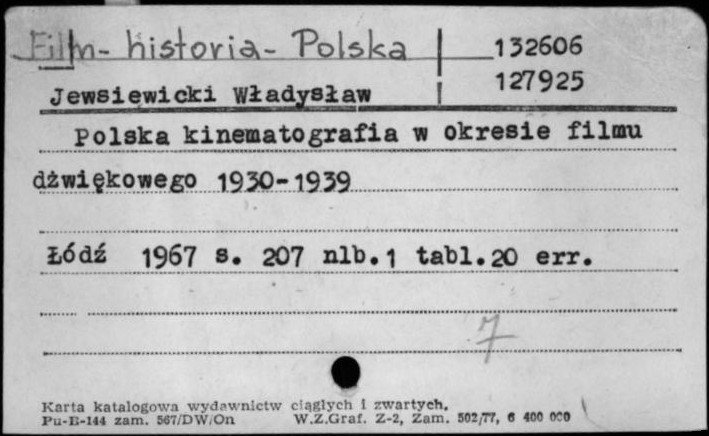 Film - historia - Polska 132606
127925
Jewsiewicki Władysław
Polska kinematografia w okresie filmu
dźwiękowego 1930-1939
Łódź 1967 s. 207 nlb.1 tabl.20 err.
7
Karta katalogowa wydawnictw ciągłych i zwartych.
Pu-B-144 zam. 567/DW/On W.Z.Graf. Z-2, Zam. 502/77, 6 400 000